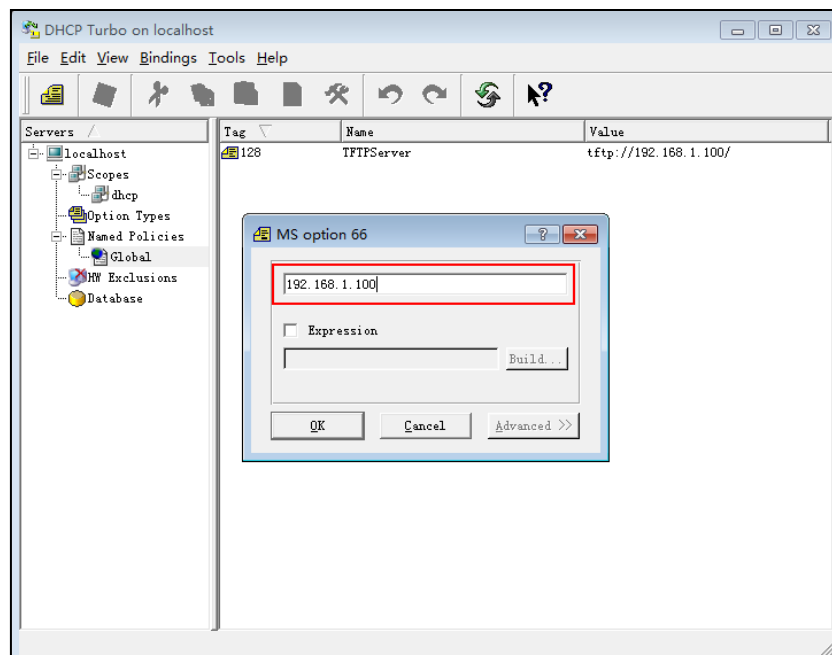 DHCP Turbo on localhost
File Edit View Bindings Tools Help
Servers
Tag Name Value
localhost
128 TFTPServer tftp://192.168.1.100/
Scopes
dhcp
Option Types
Named Policies
Global
HW Exclusions
Database
MS option 66
192.168.1.100
Expression
Build...
OK Cancel Advanced >>